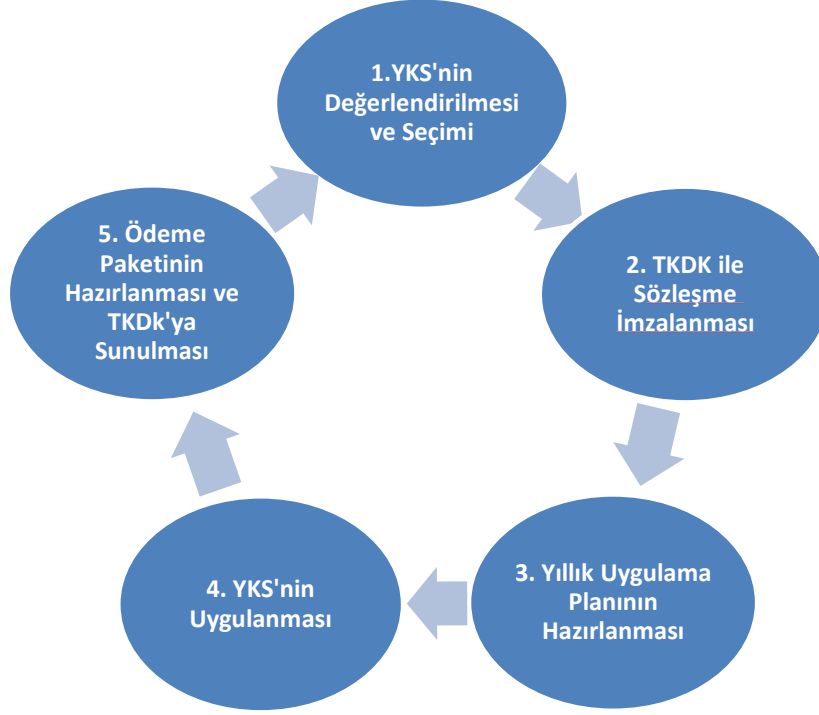 1.YKS'nin
Değerlendirilmesi
ve Seçimi
2. TKDK ile
Sözleşme
İmzalanması
3. Yıllık Uygulama
Planının
Hazırlanması
4. YKS'nin
Uygulanması
5. Ödeme
Paketinin
Hazırlanması ve
TKDk'ya
Sunulması